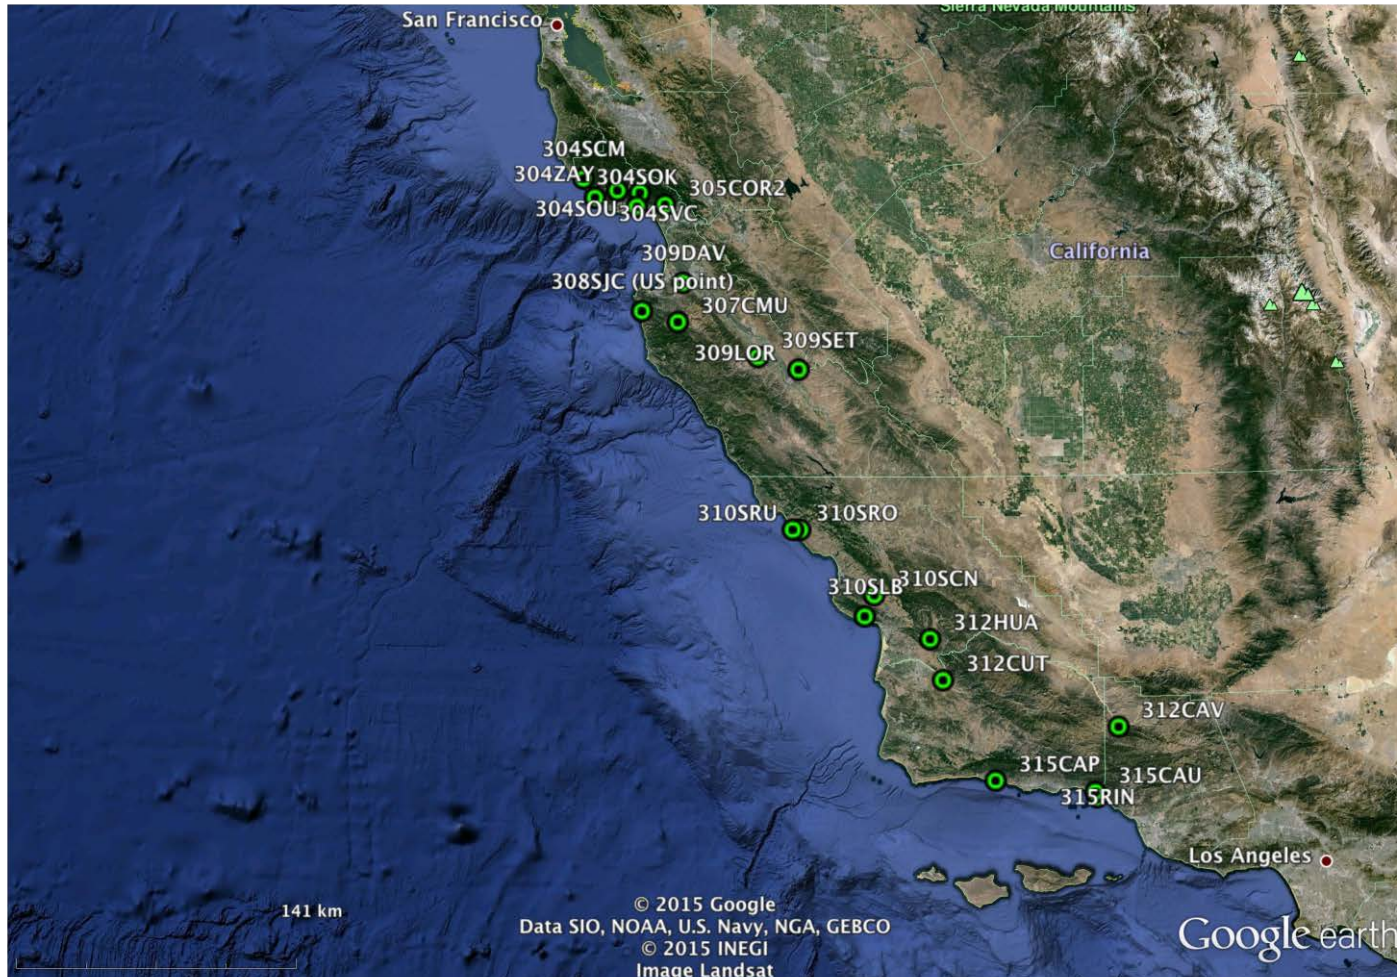 Sierra Nevada Mountains
San Francisco
304SCM
304ZAY 304SOK
305COR2
304SOU 304SVC
309DAV
California
308SJC (US point)
307CMU
309SET
309LOR
310SRU 310SRO
310SCN
310SLB
312HUA
312CUT
312CAV
315CAP
315CAU
315RIN
Los Angeles
© 2015 Google
141 km
Data SIO, NOAA, U.S. Navy, NGA, GEBCO
© 2015 INEGI
Image Landsat
Google earth